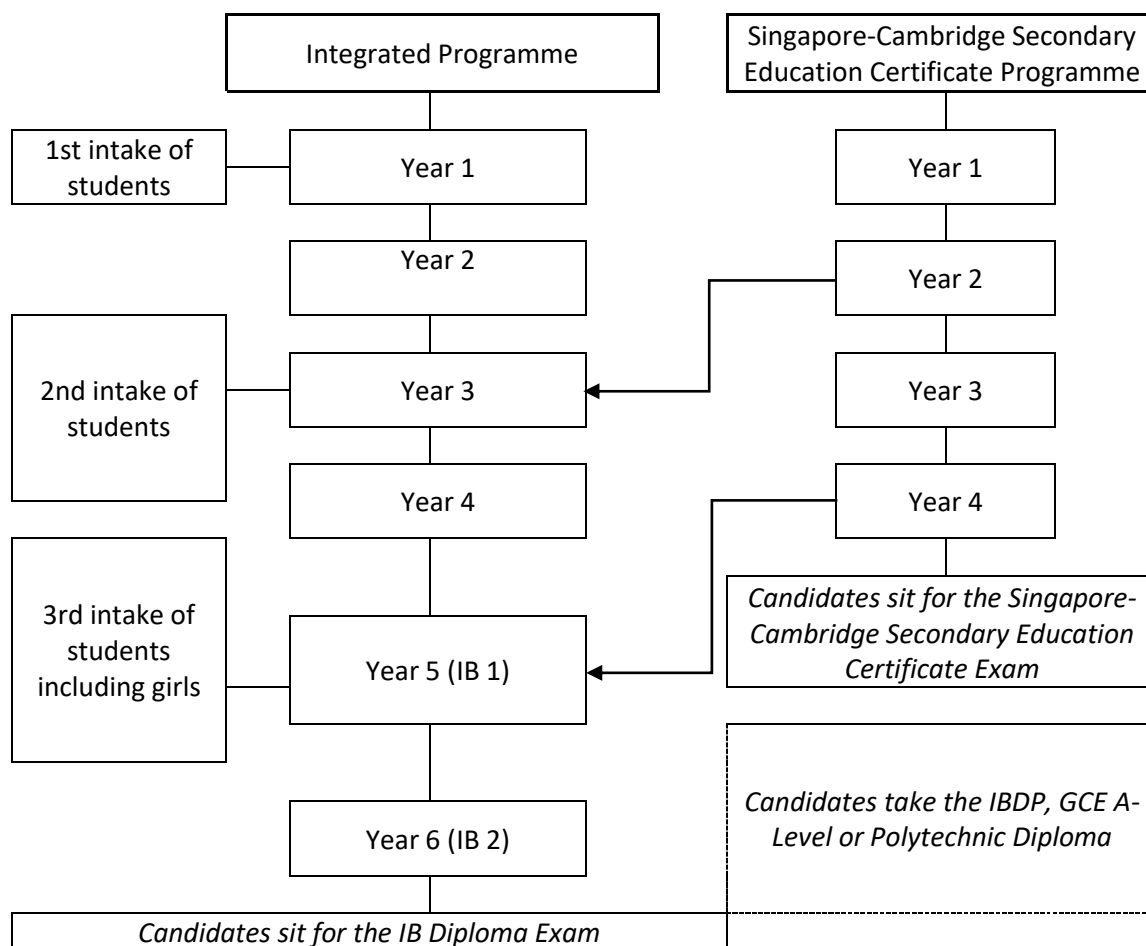 Integrated Programme
Singapore-Cambridge Secondary
Education Certificate Programme
1st intake of
students
Year 1
Year 1
Year 2
Year 2
2nd intake of
students
Year 3
Year 3
Year 4
Year 4
3rd intake of
students
including girls
Year 5 (IB 1)
Candidates sit for the Singapore-
Cambridge Secondary Education
Certificate Exam
Year 6 (IB 2)
Candidates take the IBDP, GCE A-
Level or Polytechnic Diploma
Candidates sit for the IB Diploma Exam